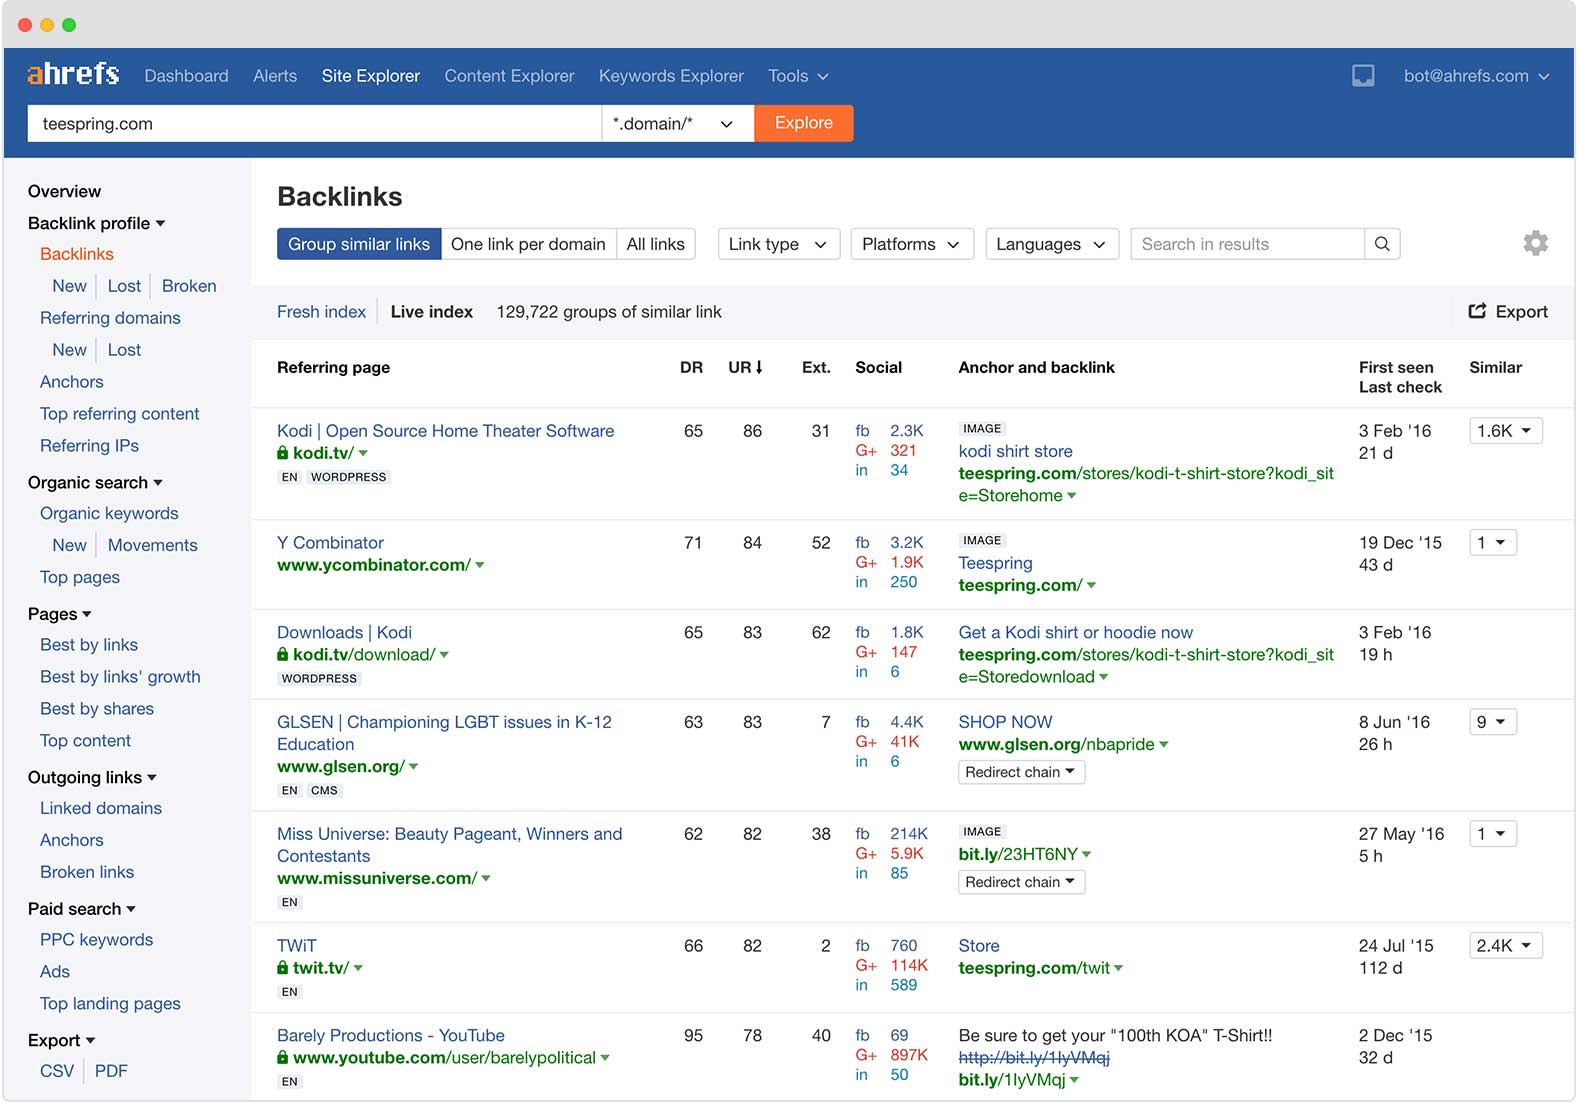 ahrefs Dashboard Alerts Site Explorer Content Explorer Keywords Explorer Tools bot@ahrefs.com
teespring.com *.domain/* Explore
Overview
Backlink profile
Backlinks
New Lost Broken
Referring domains
New Lost
Anchors
Top referring content
Referring IPs
Organic search
Organic keywords
New Movements
Top pages
Pages
Best by links
Best by links' growth
Best by shares
Top content
Outgoing links
Linked domains
Anchors
Broken links
Paid search
PPC keywords
Ads
Top landing pages
Export
CSV PDF
Backlinks
Group similar links One link per domain All links Link type Platforms Languages Search in results
Fresh index Live index 129,722 groups of similar link Export
Referring page DR UR Ext. Social Anchor and backlink First seen Similar
Last check
Kodi | Open Source Home Theater Software 65 86 31 fb 2.3K IMAGE 3 Feb '16 1.6K
kodi.tv/ G+ 321 kodi shirt store 21 d
EN WORDPRESS in 34 teespring.com/stores/kodi-t-shirt-store?kodi_sit
e=Storehome
Y Combinator 71 84 52 fb 3.2K IMAGE 19 Dec '15 1
www.ycombinator.com/ G+ 1.9K Teespring 43 d
in 250 teespring.com/
Downloads | Kodi 65 83 62 fb 1.8K Get a Kodi shirt or hoodie now 3 Feb '16
kodi.tv/download/ G+ 147 teespring.com/stores/kodi-t-shirt-store?kodi_sit 19 h
WORDPRESS in 6 e=Storedownload
GLSEN | Championing LGBT issues in K-12 63 83 7 fb 4.4K SHOP NOW 8 Jun '16 9
Education G+ 41K www.glsen.org/nbapride 26 h
www.glsen.org/ in 6 Redirect chain
EN CMS
Miss Universe: Beauty Pageant, Winners and 62 82 38 fb 214K IMAGE 27 May '16 1
Contestants G+ 5.9K bit.ly/23HT6NY 5 h
www.missuniverse.com/ in 85 Redirect chain
EN
TWiT 66 82 2 fb 760 Store 24 Jul '15 2.4K
twit.tv/ G+ 114K teespring.com/twit 112 d
EN in 589
Barely Productions - YouTube 95 78 40 fb 69 Be sure to get your "100th KOA" T-Shirt!! 2 Dec '15
www.youtube.com/user/barelypolitical G+ 897K http://bit.ly/1IyVMqj 32 d
EN in 50 bit.ly/1IyVMqj